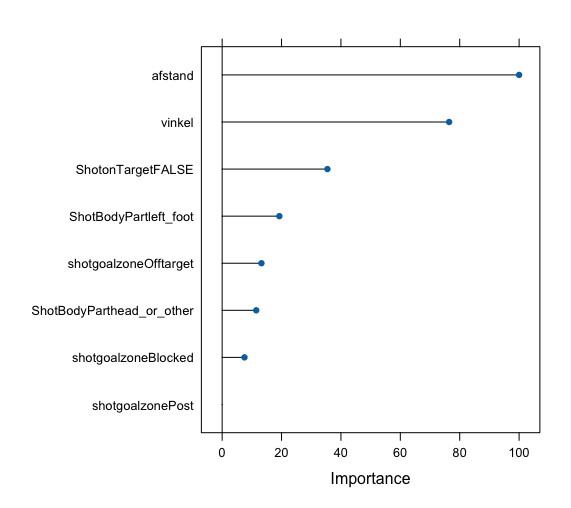 afstand
vinkel
ShotonTargetFALSE
ShotBodyPartleft_foot
shotgoalzoneOfftarget
ShotBodyParthead_or_other
shotgoalzoneBlocked
shotgoalzonePost
0 20 40 60 80 100
Importance